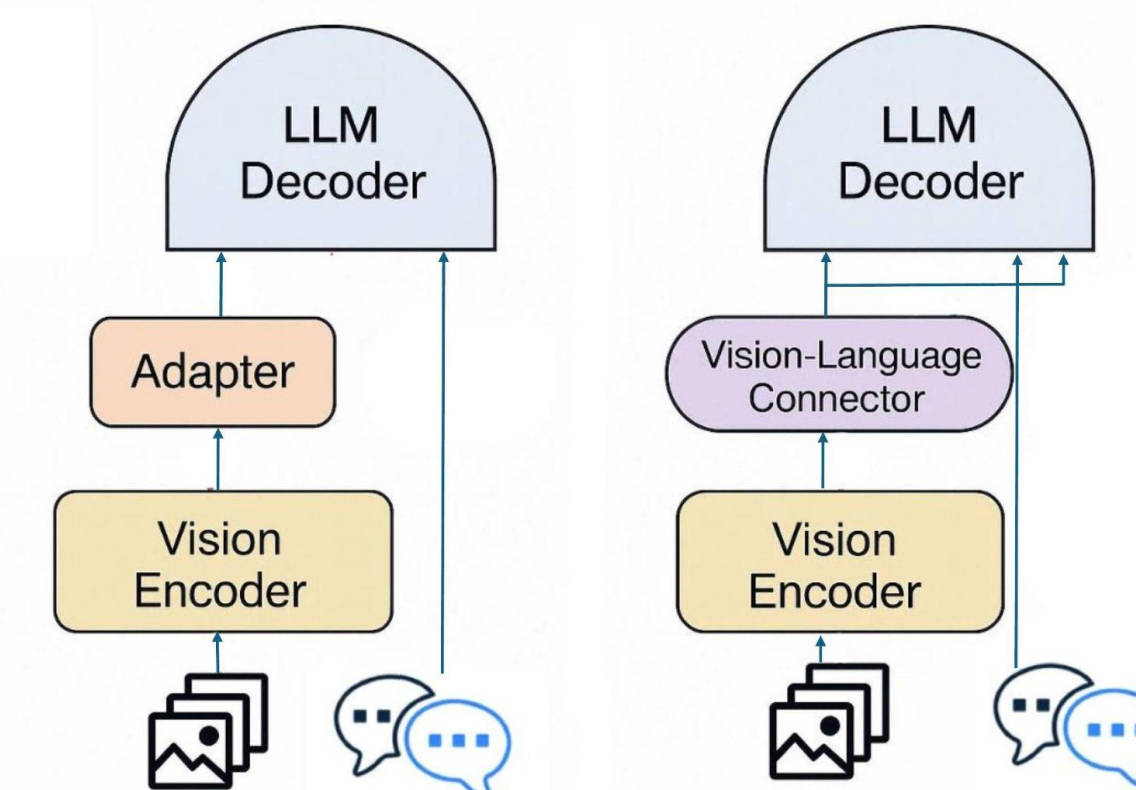 LLM
Decoder
Adapter
Vision
Encoder
LLM
Decoder
Vision-Language
Connector
Vision
Encoder